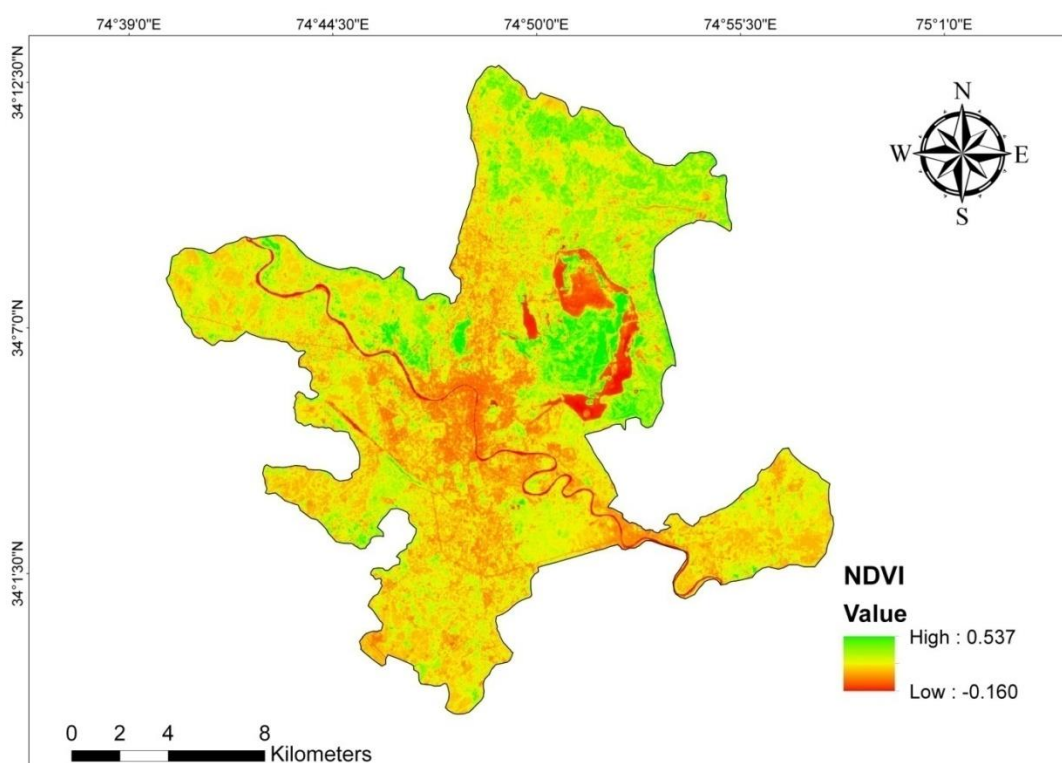 74°39'0"E 74°44'30"E 74°50'0"E 74°55'30"E 75°1'0"E
34°12'30"N
N
W E
S
34°7'0"N
34°1'30"N
NDVI
Value
High : 0.537
Low : -0.160
0 2 4 8
Kilometers